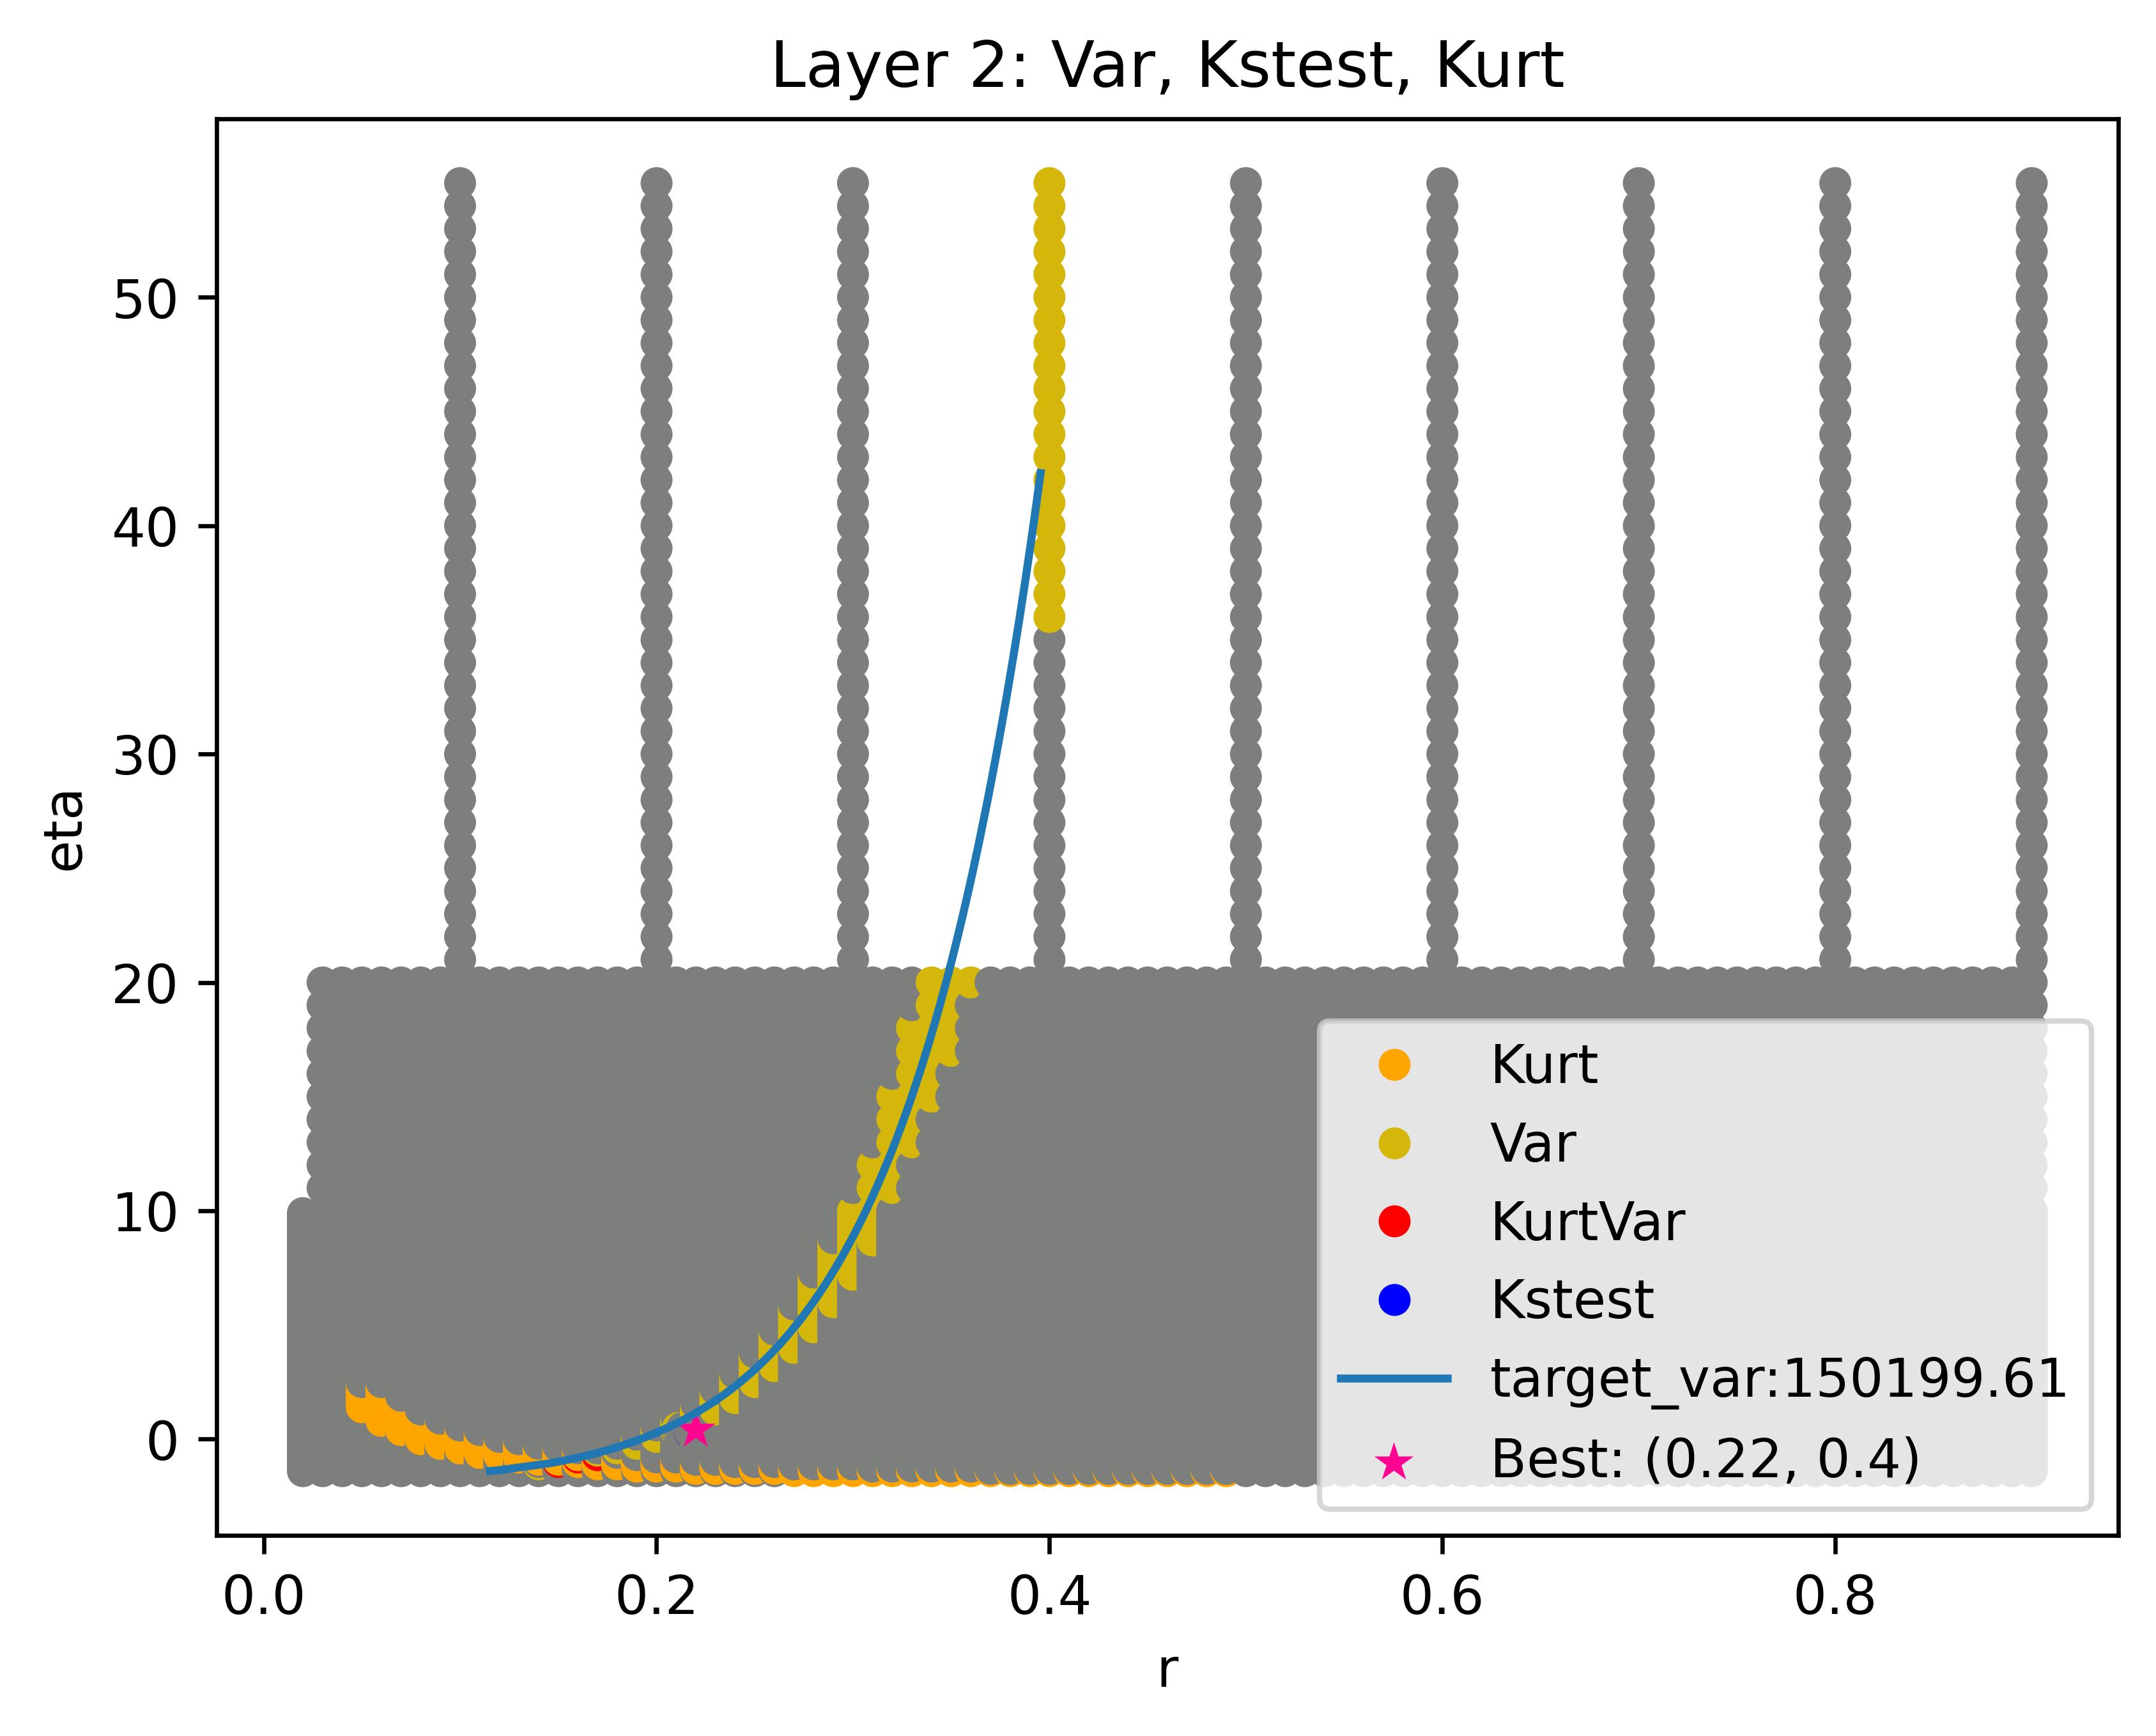 Layer 2: Var, Kstest, Kurt
50
40
30
20
10
0
eta
Kurt
Var
KurtVar
Kstest
target_var:150199.61
Best: (0.22, 0.4)
0.0 0.2 0.4 0.6 0.8
r